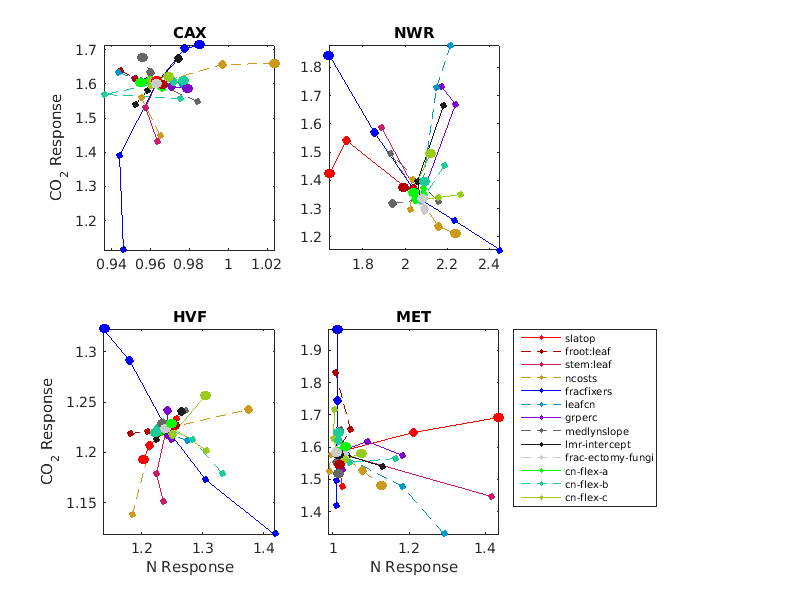 CAX
NWR
1.7
1.6
1.5
1.4
1.3
1.2
CO2 Response
0.94 0.96 0.98 1 1.02
1.8
1.7
1.6
1.5
1.4
1.3
1.2
1.8 2 2.2 2.4
HVF
MET
1.3
1.25
1.2
1.15
CO2 Response
1.2 1.3 1.4
N Response
1.9
1.8
1.7
1.6
1.5
1.4
1 1.2 1.4
N Response
slatop
froot:leaf
stem:leaf
ncosts
fracfixers
leafcn
grperc
medlynslope
lmr-intercept
frac-ectomy-fungi
cn-flex-a
cn-flex-b
cn-flex-c